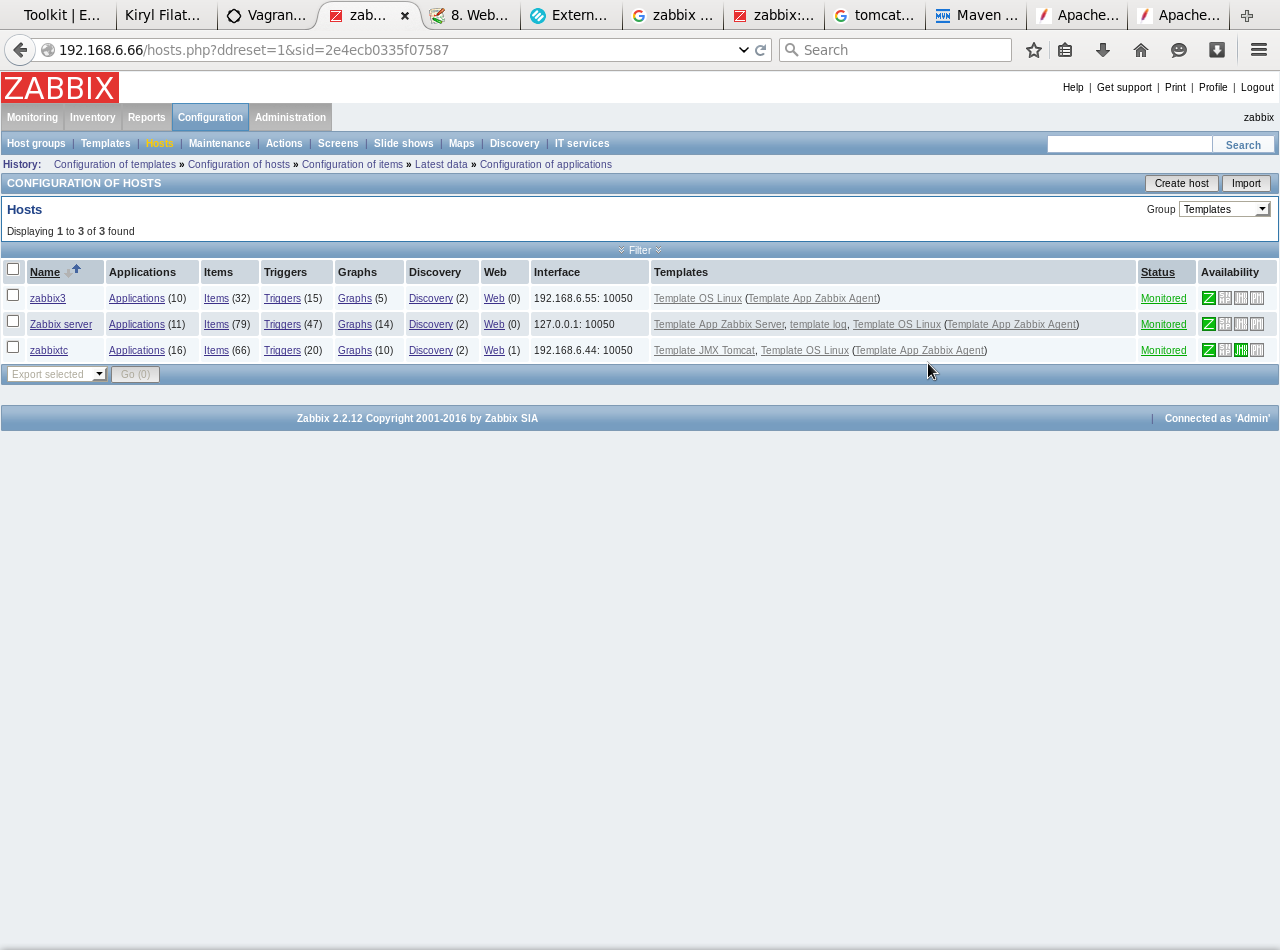 Toolkit | E... Kiryl Filat... Vagran... zab... 8. Web... Extern... zabbix ... zabbix:... tomcat... Maven ... Apache... Apache...
192.168.6.66/hosts.php?ddreset=1&sid=2e4ecb0335f07587 Search
ZABBIX Help | Get support | Print | Profile | Logout
Monitoring Inventory Reports Configuration Administration zabbix
Host groups | Templates | Hosts | Maintenance | Actions | Screens | Slide shows | Maps | Discovery | IT services Search
History: Configuration of templates » Configuration of hosts » Configuration of items » Latest data » Configuration of applications
CONFIGURATION OF HOSTS Create host Import
Hosts Group Templates
Displaying 1 to 3 of 3 found
Filter
Name Applications Items Triggers Graphs Discovery Web Interface Templates Status Availability
zabbix3 Applications (10) Items (32) Triggers (15) Graphs (5) Discovery (2) Web (0) 192.168.6.55: 10050 Template OS Linux (Template App Zabbix Agent) Monitored Z
Zabbix server Applications (11) Items (79) Triggers (47) Graphs (14) Discovery (2) Web (0) 127.0.0.1: 10050 Template App Zabbix Server, template log, Template OS Linux (Template App Zabbix Agent) Monitored Z
zabbixtc Applications (16) Items (66) Triggers (20) Graphs (10) Discovery (2) Web (1) 192.168.6.44: 10050 Template JMX Tomcat, Template OS Linux (Template App Zabbix Agent) Monitored Z
Export selected Go (0)
Zabbix 2.2.12 Copyright 2001-2016 by Zabbix SIA | Connected as 'Admin'